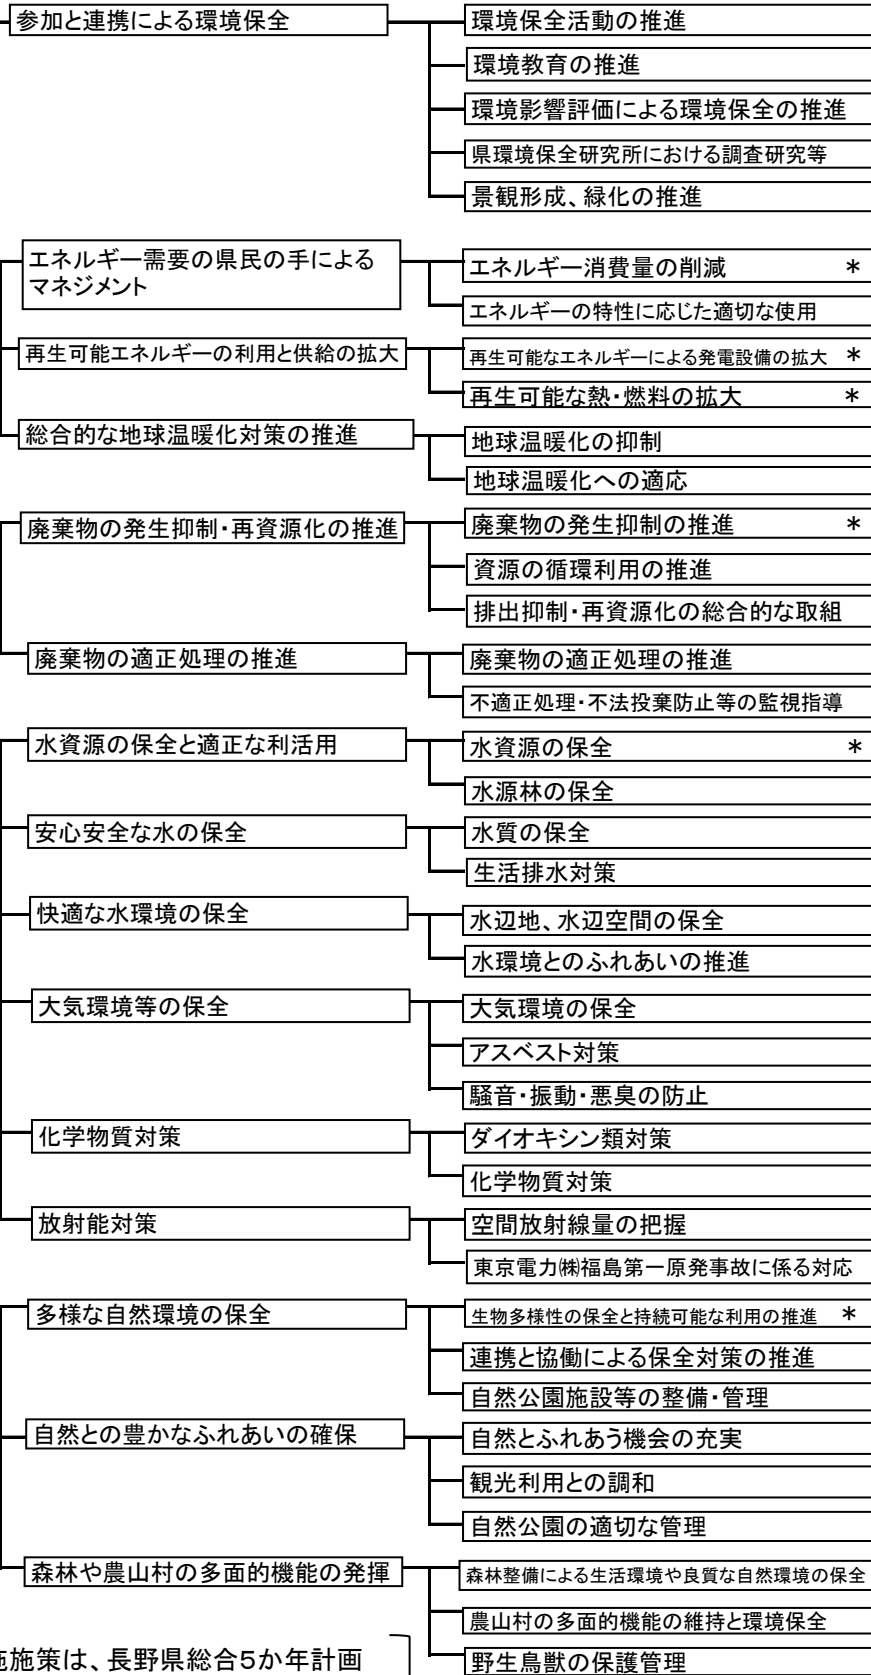 参加と連携による環境保全
環境保全活動の推進
環境教育の推進
環境影響評価による環境保全の推進
県環境保全研究所における調査研究等
景観形成、緑化の推進
エネルギー需要の県民の手による
マネジメント
エネルギー消費量の削減 *
エネルギーの特性に応じた適切な使用
再生可能エネルギーの利用と供給の拡大
再生可能なエネルギーによる発電設備の拡大 *
再生可能な熱・燃料の拡大 *
総合的な地球温暖化対策の推進
地球温暖化の抑制
地球温暖化への適応
廃棄物の発生抑制・再資源化の推進
廃棄物の発生抑制の推進 *
資源の循環利用の推進
排出抑制・再資源化の総合的な取組
廃棄物の適正処理の推進
廃棄物の適正処理の推進
不適正処理・不法投棄防止等の監視指導
水資源の保全と適正な利活用
水資源の保全 *
水源林の保全
安心安全な水の保全
水質の保全
生活排水対策
快適な水環境の保全
水辺地、水辺空間の保全
水環境とのふれあいの推進
大気環境等の保全
大気環境の保全
アスベスト対策
騒音・振動・悪臭の防止
化学物質対策
ダイオキシン類対策
化学物質対策
放射能対策
空間放射線量の把握
東京電力㈱福島第一原発事故に係る対応
多様な自然環境の保全
生物多様性の保全と持続可能な利用の推進 *
連携と協働による保全対策の推進
自然公園施設等の整備・管理
自然との豊かなふれあいの確保
自然とふれあう機会の充実
観光利用との調和
自然公園の適切な管理
森林や農山村の多面的機能の発揮
森林整備による生活環境や良質な自然環境の保全
農山村の多面的機能の維持と環境保全
野生鳥獣の保護管理
施施策は、長野県総合5か年計画